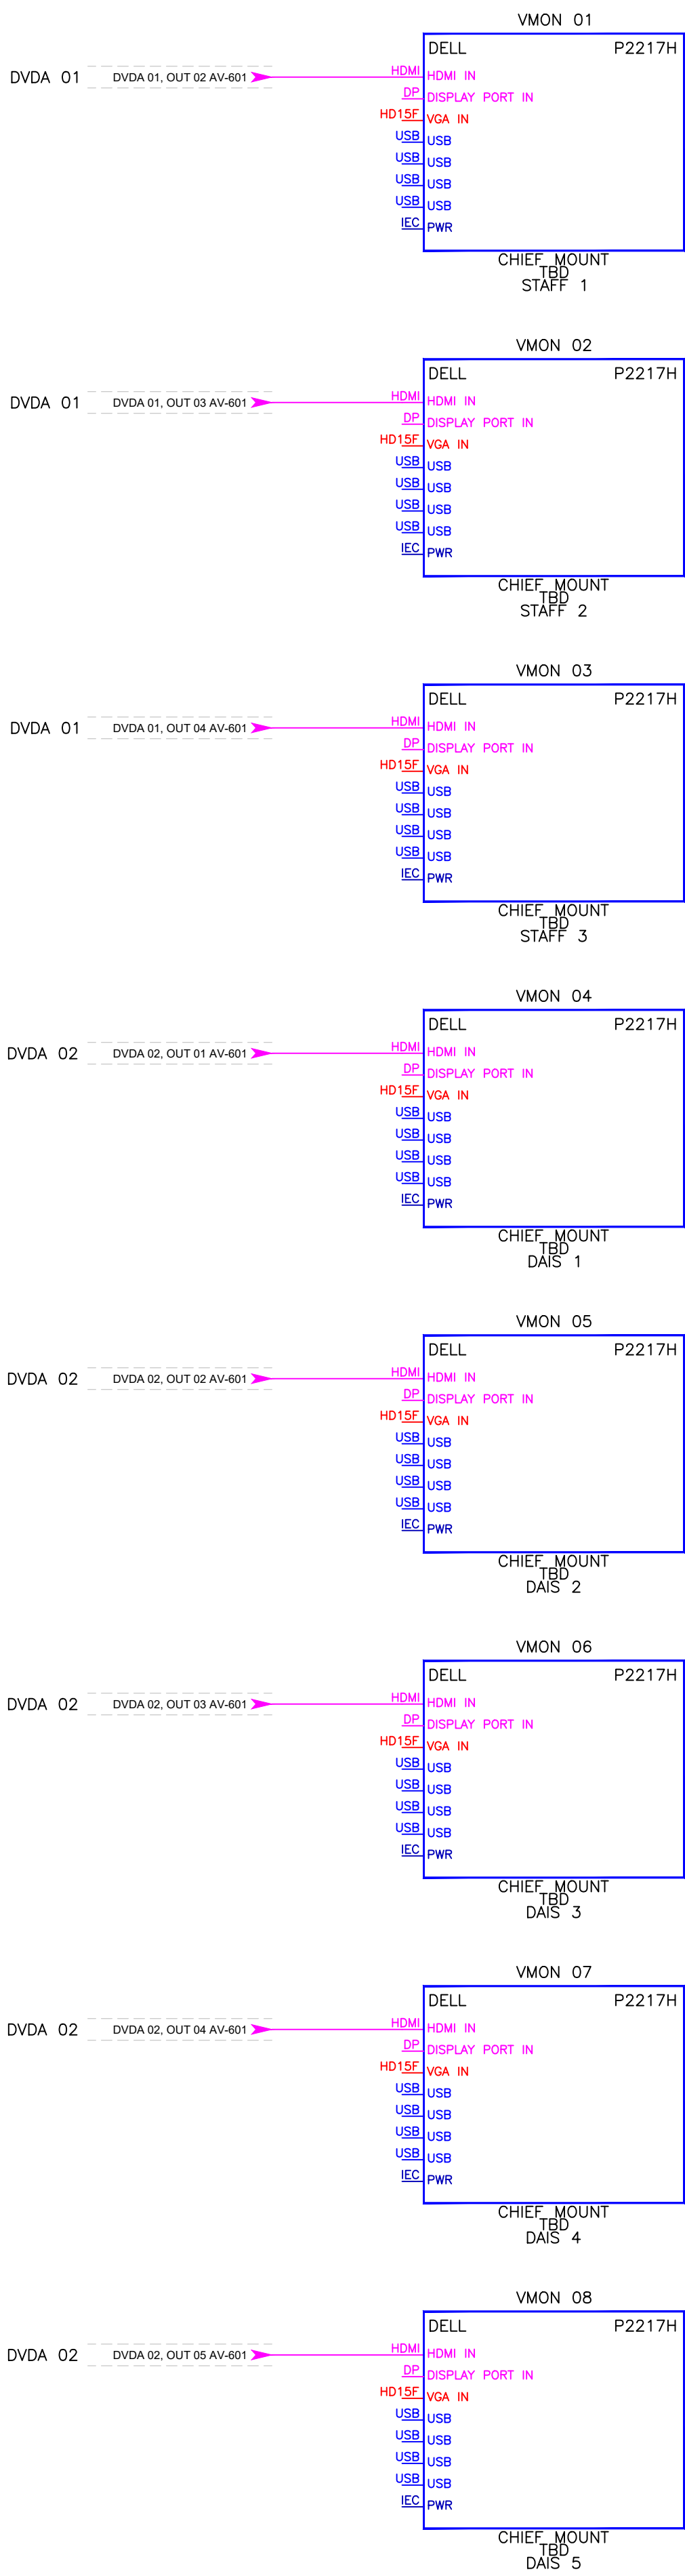 VMON 01
DELL P2217H
DVDA 01 DVDA 01, OUT 02 AV-601 HDMI HDMI IN
DP DISPLAY PORT IN
HD15F VGA IN
USB USB
USB USB
USB USB
USB USB
IEC PWR
CHIEF MOUNT
TBD
STAFF 1
VMON 02
DELL P2217H
DVDA 01 DVDA 01, OUT 03 AV-601 HDMI HDMI IN
DP DISPLAY PORT IN
HD15F VGA IN
USB USB
USB USB
USB USB
USB USB
IEC PWR
CHIEF MOUNT
TBD
STAFF 2
VMON 03
DELL P2217H
DVDA 01 DVDA 01, OUT 04 AV-601 HDMI HDMI IN
DP DISPLAY PORT IN
HD15F VGA IN
USB USB
USB USB
USB USB
USB USB
IEC PWR
CHIEF MOUNT
TBD
STAFF 3
VMON 04
DELL P2217H
DVDA 02 DVDA 02, OUT 01 AV-601 HDMI HDMI IN
DP DISPLAY PORT IN
HD15F VGA IN
USB USB
USB USB
USB USB
USB USB
IEC PWR
CHIEF MOUNT
TBD
DAIS 1
VMON 05
DELL P2217H
DVDA 02 DVDA 02, OUT 02 AV-601 HDMI HDMI IN
DP DISPLAY PORT IN
HD15F VGA IN
USB USB
USB USB
USB USB
USB USB
IEC PWR
CHIEF MOUNT
TBD
DAIS 2
VMON 06
DELL P2217H
DVDA 02 DVDA 02, OUT 03 AV-601 HDMI HDMI IN
DP DISPLAY PORT IN
HD15F VGA IN
USB USB
USB USB
USB USB
USB USB
IEC PWR
CHIEF MOUNT
TBD
DAIS 3
VMON 07
DELL P2217H
DVDA 02 DVDA 02, OUT 04 AV-601 HDMI HDMI IN
DP DISPLAY PORT IN
HD15F VGA IN
USB USB
USB USB
USB USB
USB USB
IEC PWR
CHIEF MOUNT
TBD
DAIS 4
VMON 08
DELL P2217H
DVDA 02 DVDA 02, OUT 05 AV-601 HDMI HDMI IN
DP DISPLAY PORT IN
HD15F VGA IN
USB USB
USB USB
USB USB
USB USB
IEC PWR
CHIEF MOUNT
TBD
DAIS 5